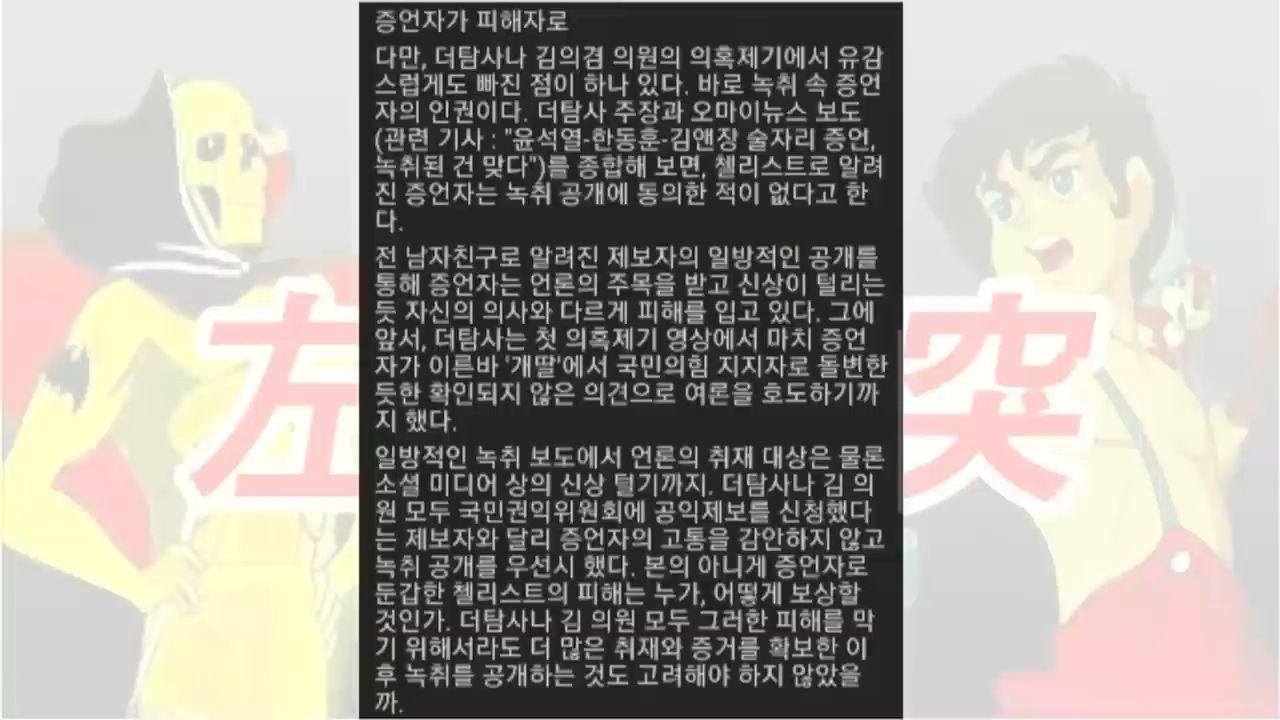 증언자가 피해자로
다만, 더탐사나 김의겸 의원의 의혹제기에서 유감
스럽게도 빠진 점이 하나 있다. 바로 녹취 속 증언
자의 인권이다. 더탐사 주장과 오마이뉴스 보도
(관련 기사 : "윤석열-한동훈-김앤장 술자리 증언,
녹취된 건 맞다")를 종합해 보면, 첼리스트로 알려
진 증언자는 녹취 공개에 동의한 적이 없다고 한
다.
전 남자친구로 알려진 제보자의 일방적인 공개를
통해 증언자는 언론의 주목을 받고 신상이 털리는
듯 자신의 의사와 다르게 피해를 입고 있다. 그에
앞서, 더탐사는 첫 의혹제기 영상에서 마치 증언
자가 이른바 '개딸'에서 국민의힘 지지자로 돌변한
듯한 확인되지 않은 의견으로 여론을 호도하기까
지 했다.
일방적인 녹취 보도에서 언론의 취재 대상은 물론
소셜 미디어 상의 신상 털기까지. 더탐사나 김 의
원 모두 국민권익위원회에 공익제보를 신청했다
는 제보자와 달리 증언자의 고통을 감안하지 않고
녹취 공개를 우선시 했다. 본의 아니게 증언자로
둔갑한 첼리스트의 피해는 누가, 어떻게 보상할
것인가. 더탐사나 김 의원 모두 그러한 피해를 막
기 위해서라도 더 많은 취재와 증거를 확보한 이
후 녹취를 공개하는 것도 고려해야 하지 않았을
까.
左
突